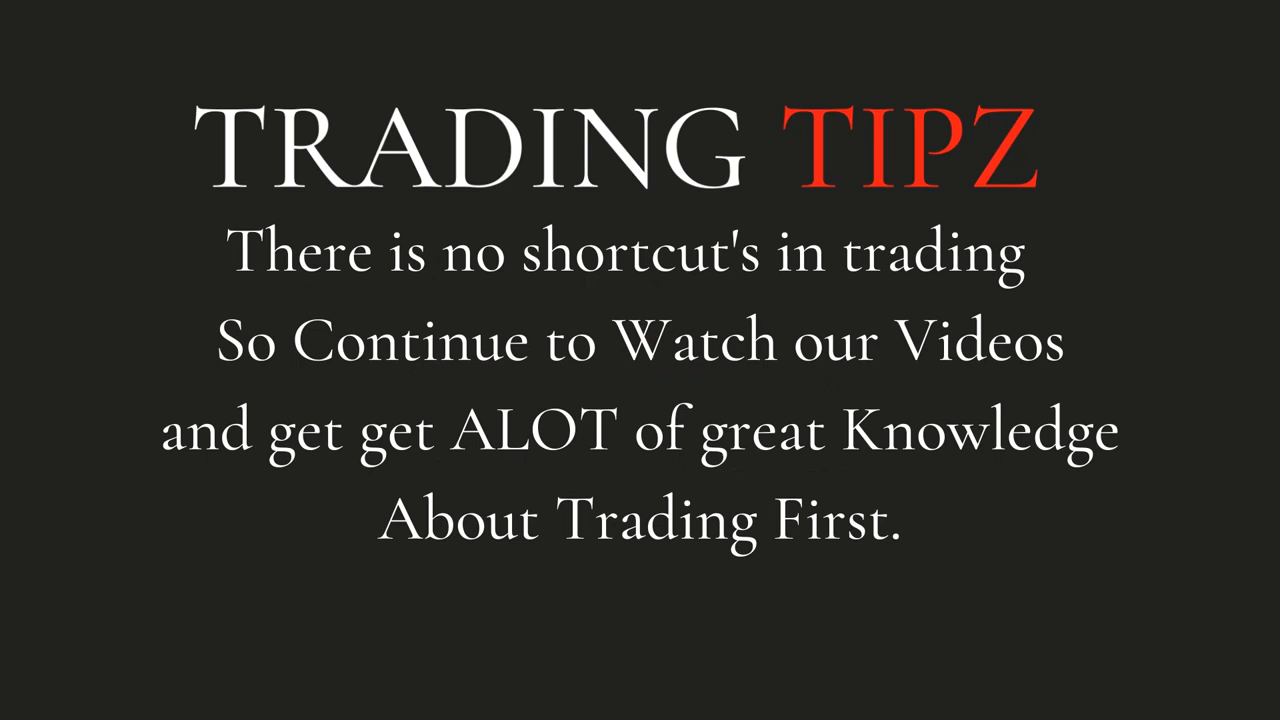 TRADING TIPZ
There is no shortcut's in trading
So Continue to Watch our Videos
and get get ALOT of great Knowledge
About Trading First.